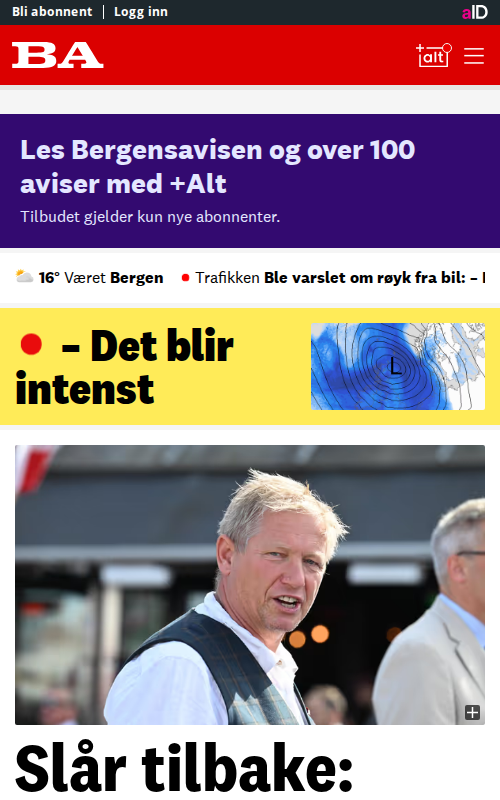 Bli abonnent Logg inn aID
BA +alt
Les Bergensavisen og over 100
aviser med +Alt
Tilbudet gjelder kun nye abonnenter.
16° Været Bergen Trafikken Ble varslet om røyk fra bil: –
– Det blir
intenst
L
Slår tilbake: